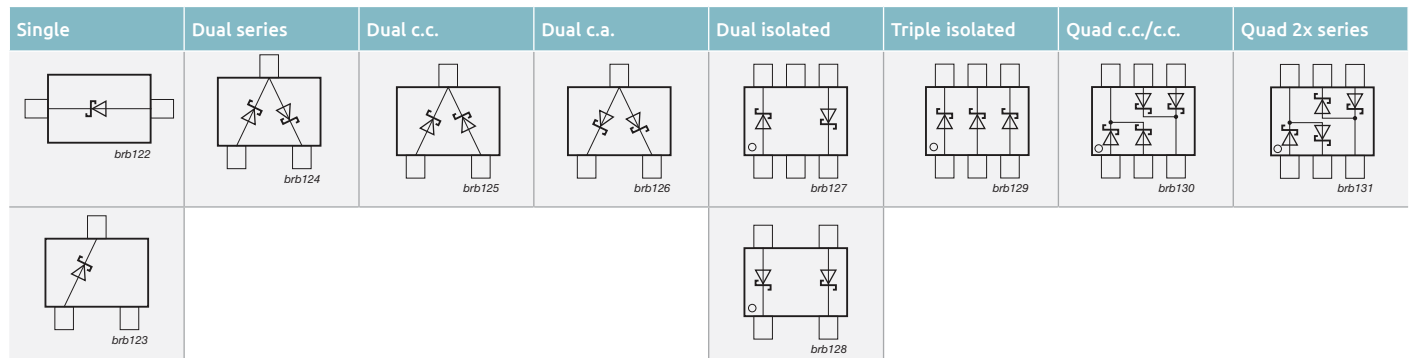 Single
Dual series
Dual c.c.
Dual c.a.
Dual isolated
Triple isolated
Quad c.c./c.c.
Quad 2x series
brb122
brb124
brb125
brb126
brb127
brb129
brb130
brb131
brb123
brb128